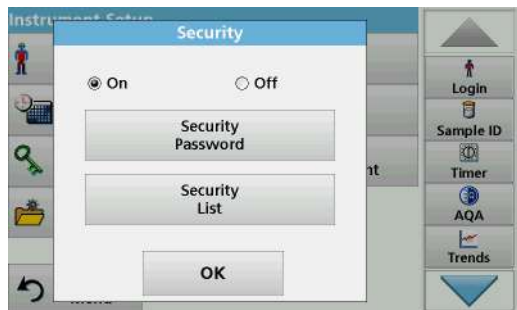 Security
On
Off
Security
Password
Security
List
OK
Login
Sample ID
Timer
AQA
Trends